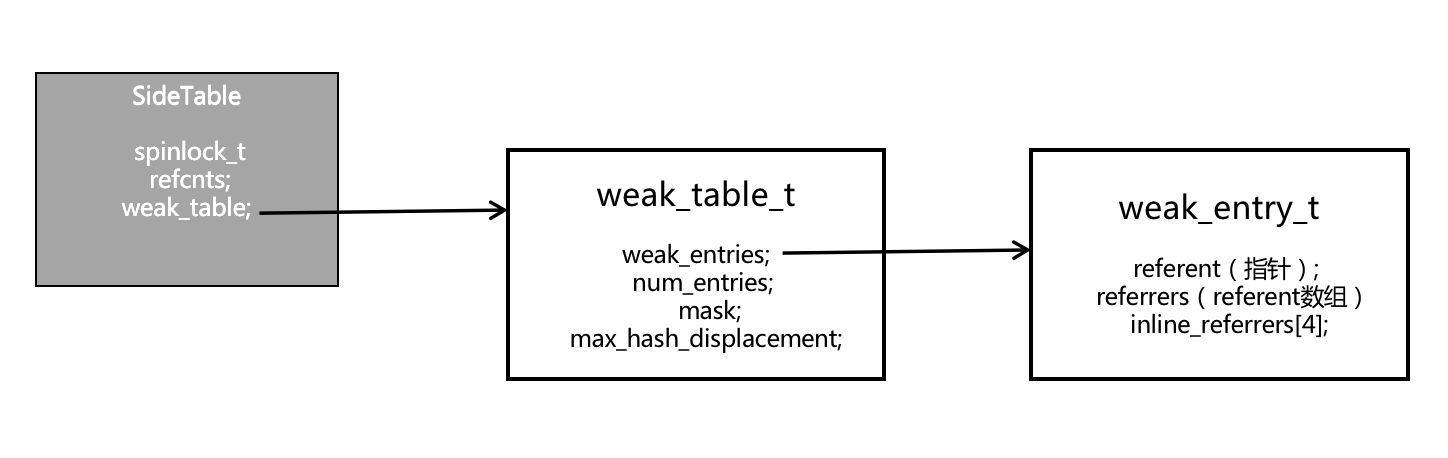 SideTable
spinlock_t
refcnts;
weak_table;
weak_table_t
weak_entries;
num_entries;
mask;
max_hash_displacement;
weak_entry_t
referent（指针）;
referrers（referent数组）
inline_referrers[4];